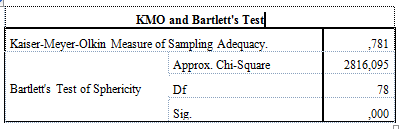 KMO and Bartlett's Test
Kaiser-Meyer-Olkin Measure of Sampling Adequacy. ,781
Approx. Chi-Square 2816,095
Bartlett's Test of Sphericity Df 78
Sig. ,000